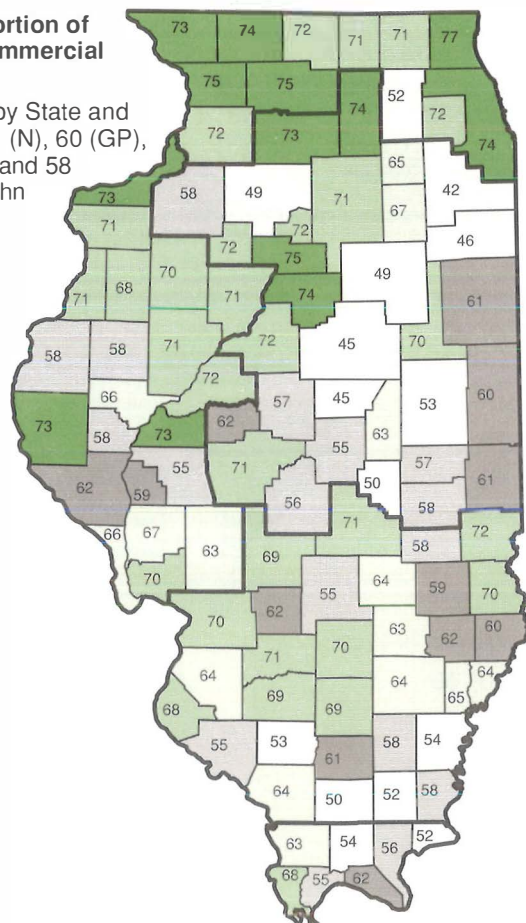 ortion of
ommercial
by State and
(N), 60 (GP),
and 58
hn
73 74 72 71 71 77
75 75 74 52 72 74
72 73 65 42
73 58 49 71 67
71 72 72 46
70 75 49
71 68 71 74 61
58 58 71 72 45 70
72 57 45 53 60
73 66 62 63
58 73 55 55 57 61
62 59 71 56 50 58
66 67 63 71 72
70 69 58
55 64 59 70
70 62 63 62 60
71 70
64 69 64 65 64
68 69
55 53 61 58 54
64 50 52 58
63 54 56 52
68 55 62